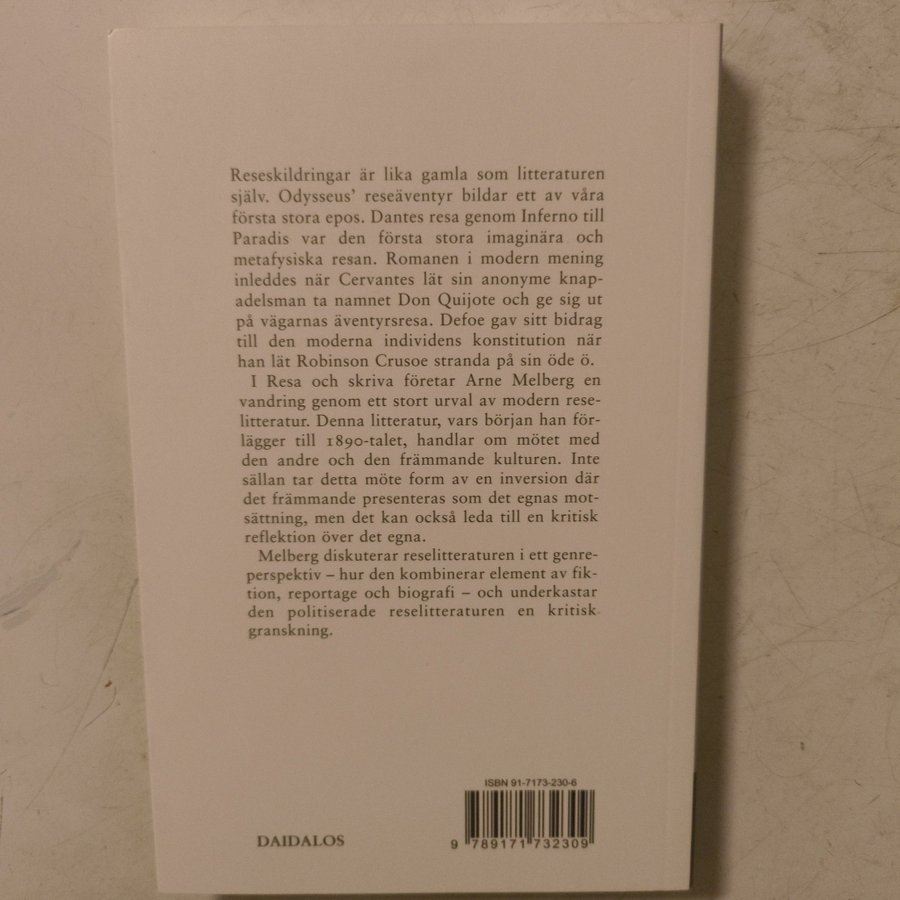 Reseskildringar är lika gamla som litteraturen
själv. Odysseus’ reseäventyr bildar ett av våra
första stora epos. Dantes resa genom Inferno till
Paradis var den första stora imaginära och
metafysiska resan. Romanen i modern mening
inleddes när Cervantes lät sin anonyme knap-
adelsman ta namnet Don Quijote och ge sig ut
på vägarnas äventyrsresa. Defoe gav sitt bidrag
till den moderna individens konstitution när
han lät Robinson Crusoe stranda på sin öde ö.
I Resa och skriva företar Arne Melberg en
vandring genom ett stort urval av modern rese-
litteratur. Denna litteratur, vars början han för-
lägger till 1890-talet, handlar om mötet med
den andre och den främmande kulturen. Inte
sällan tar detta möte form av en inversion där
det främmande presenteras som det egnas mot-
sättning, men det kan också leda till en kritisk
reflektion över det egna.
Melberg diskuterar reselitteraturen i ett genre-
perspektiv – hur den kombinerar element av fik-
tion, reportage och biografi – och underkastar
den politiserade reselitteraturen en kritisk
granskning.
ISBN 91-7173-230-6
DAIDALOS
9 789171 732309